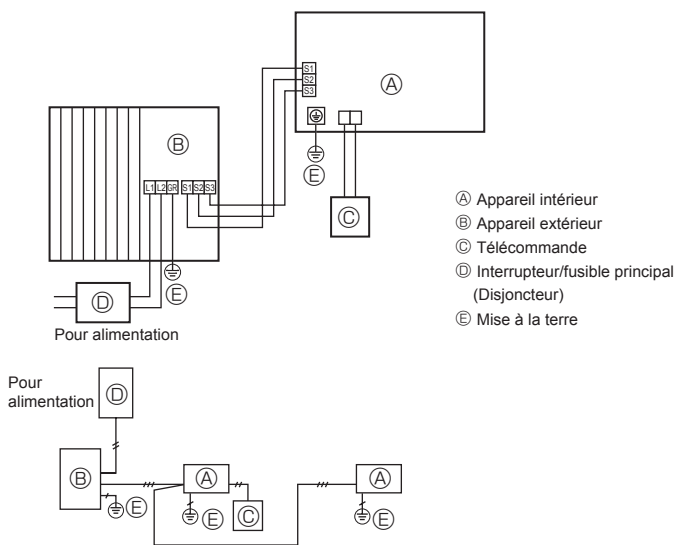 S1
S2
S3
Ⓐ
Ⓑ
L1 L2 GR S1 S2 S3
Ⓔ
Ⓒ
Ⓔ
Ⓓ
Pour alimentation
Ⓐ Appareil intérieur
Ⓑ Appareil extérieur
Ⓒ Télécommande
Ⓓ Interrupteur/fusible principal
(Disjoncteur)
Ⓔ Mise à la terre
Pour
alimentation
Ⓓ
Ⓑ
Ⓐ
Ⓐ
Ⓔ
Ⓔ
Ⓒ
Ⓔ